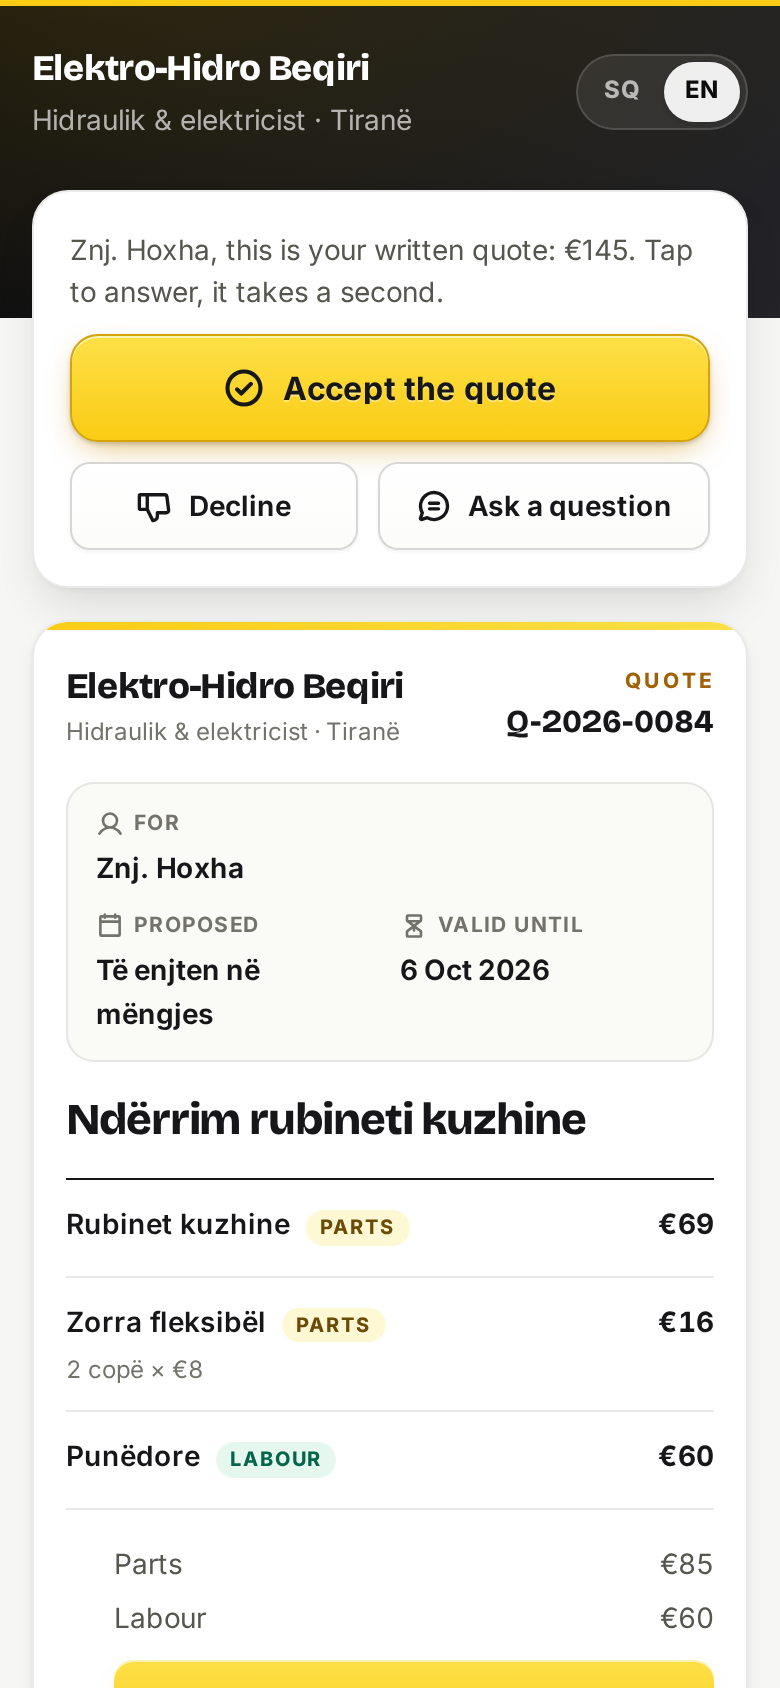 Elektro-Hidro Beqiri
Hidraulik & elektricist · Tiranë
SQ
EN
Znj. Hoxha, this is your written quote: €145. Tap
to answer, it takes a second.
Accept the quote
Decline
Ask a question
Elektro-Hidro Beqiri
Hidraulik & elektricist · Tiranë
QUOTE
Q-2026-0084
FOR
Znj. Hoxha
PROPOSED
Të enjten në
mëngjes
VALID UNTIL
6 Oct 2026
Ndërrim rubineti kuzhine
Rubinet kuzhine PARTS €69
Zorra fleksibël PARTS €16
2 copë × €8
Punëdore LABOUR €60
Parts €85
Labour €60